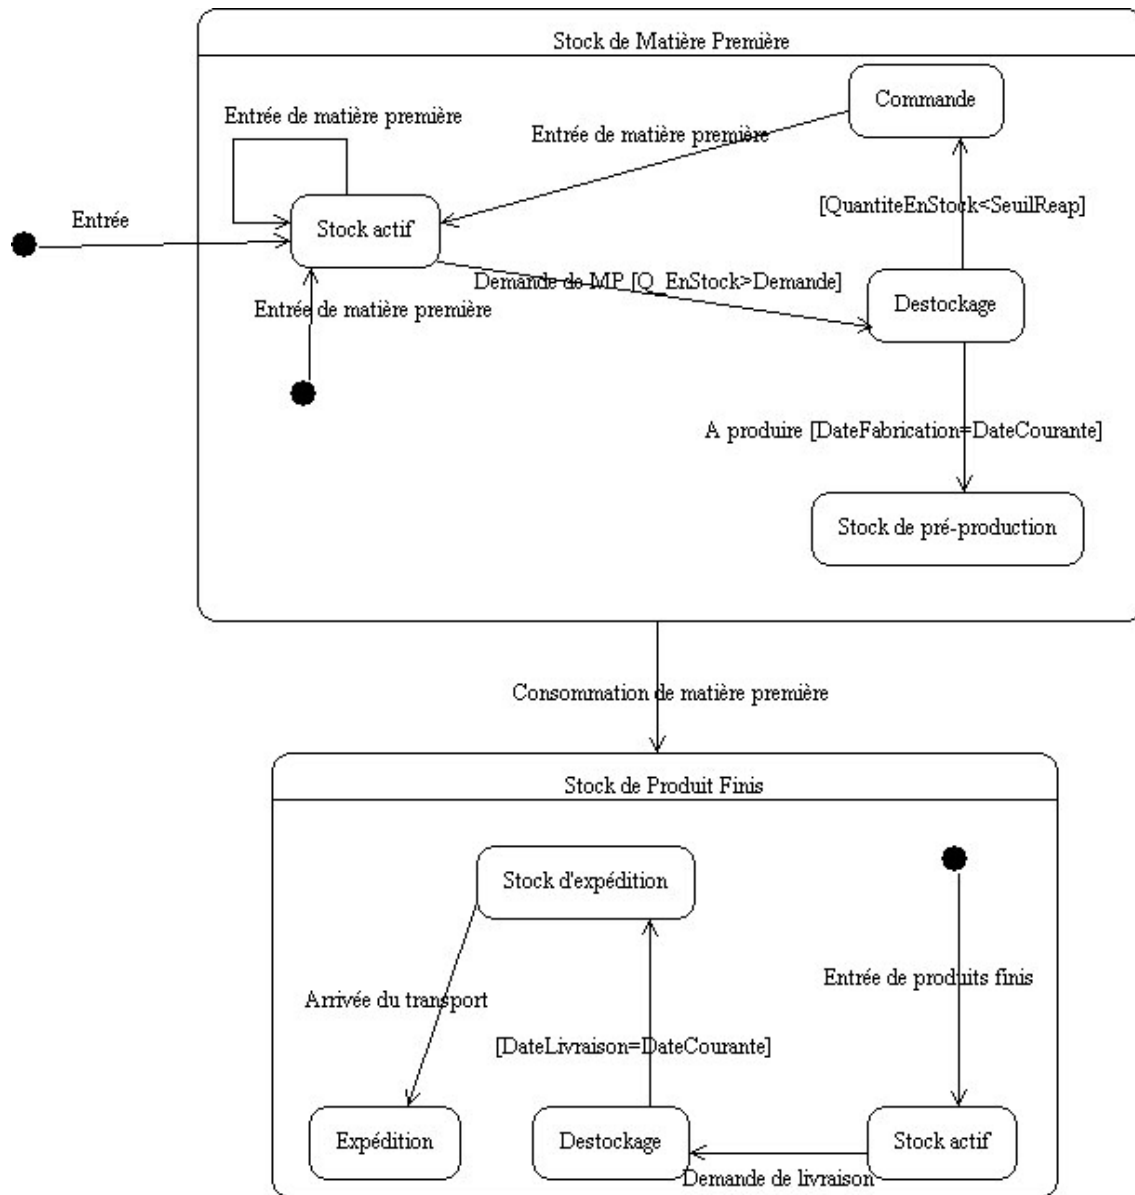 Stock de Matière Première
Commande
Entrée de matière première
Entrée de matière première
[QuantiteEnStock<SeuilReap]
Entrée
Stock actif
Demande de MP [Q_EnStock>Demande]
Entrée de matière première
Destockage
A produire [DateFabrication=DateCourante]
Stock de pré-production
Consommation de matière première
Stock de Produit Finis
Stock d'expédition
Entrée de produits finis
Arrivée du transport
[DateLivraison=DateCourante]
Expédition
Destockage
Stock actif
Demande de livraison